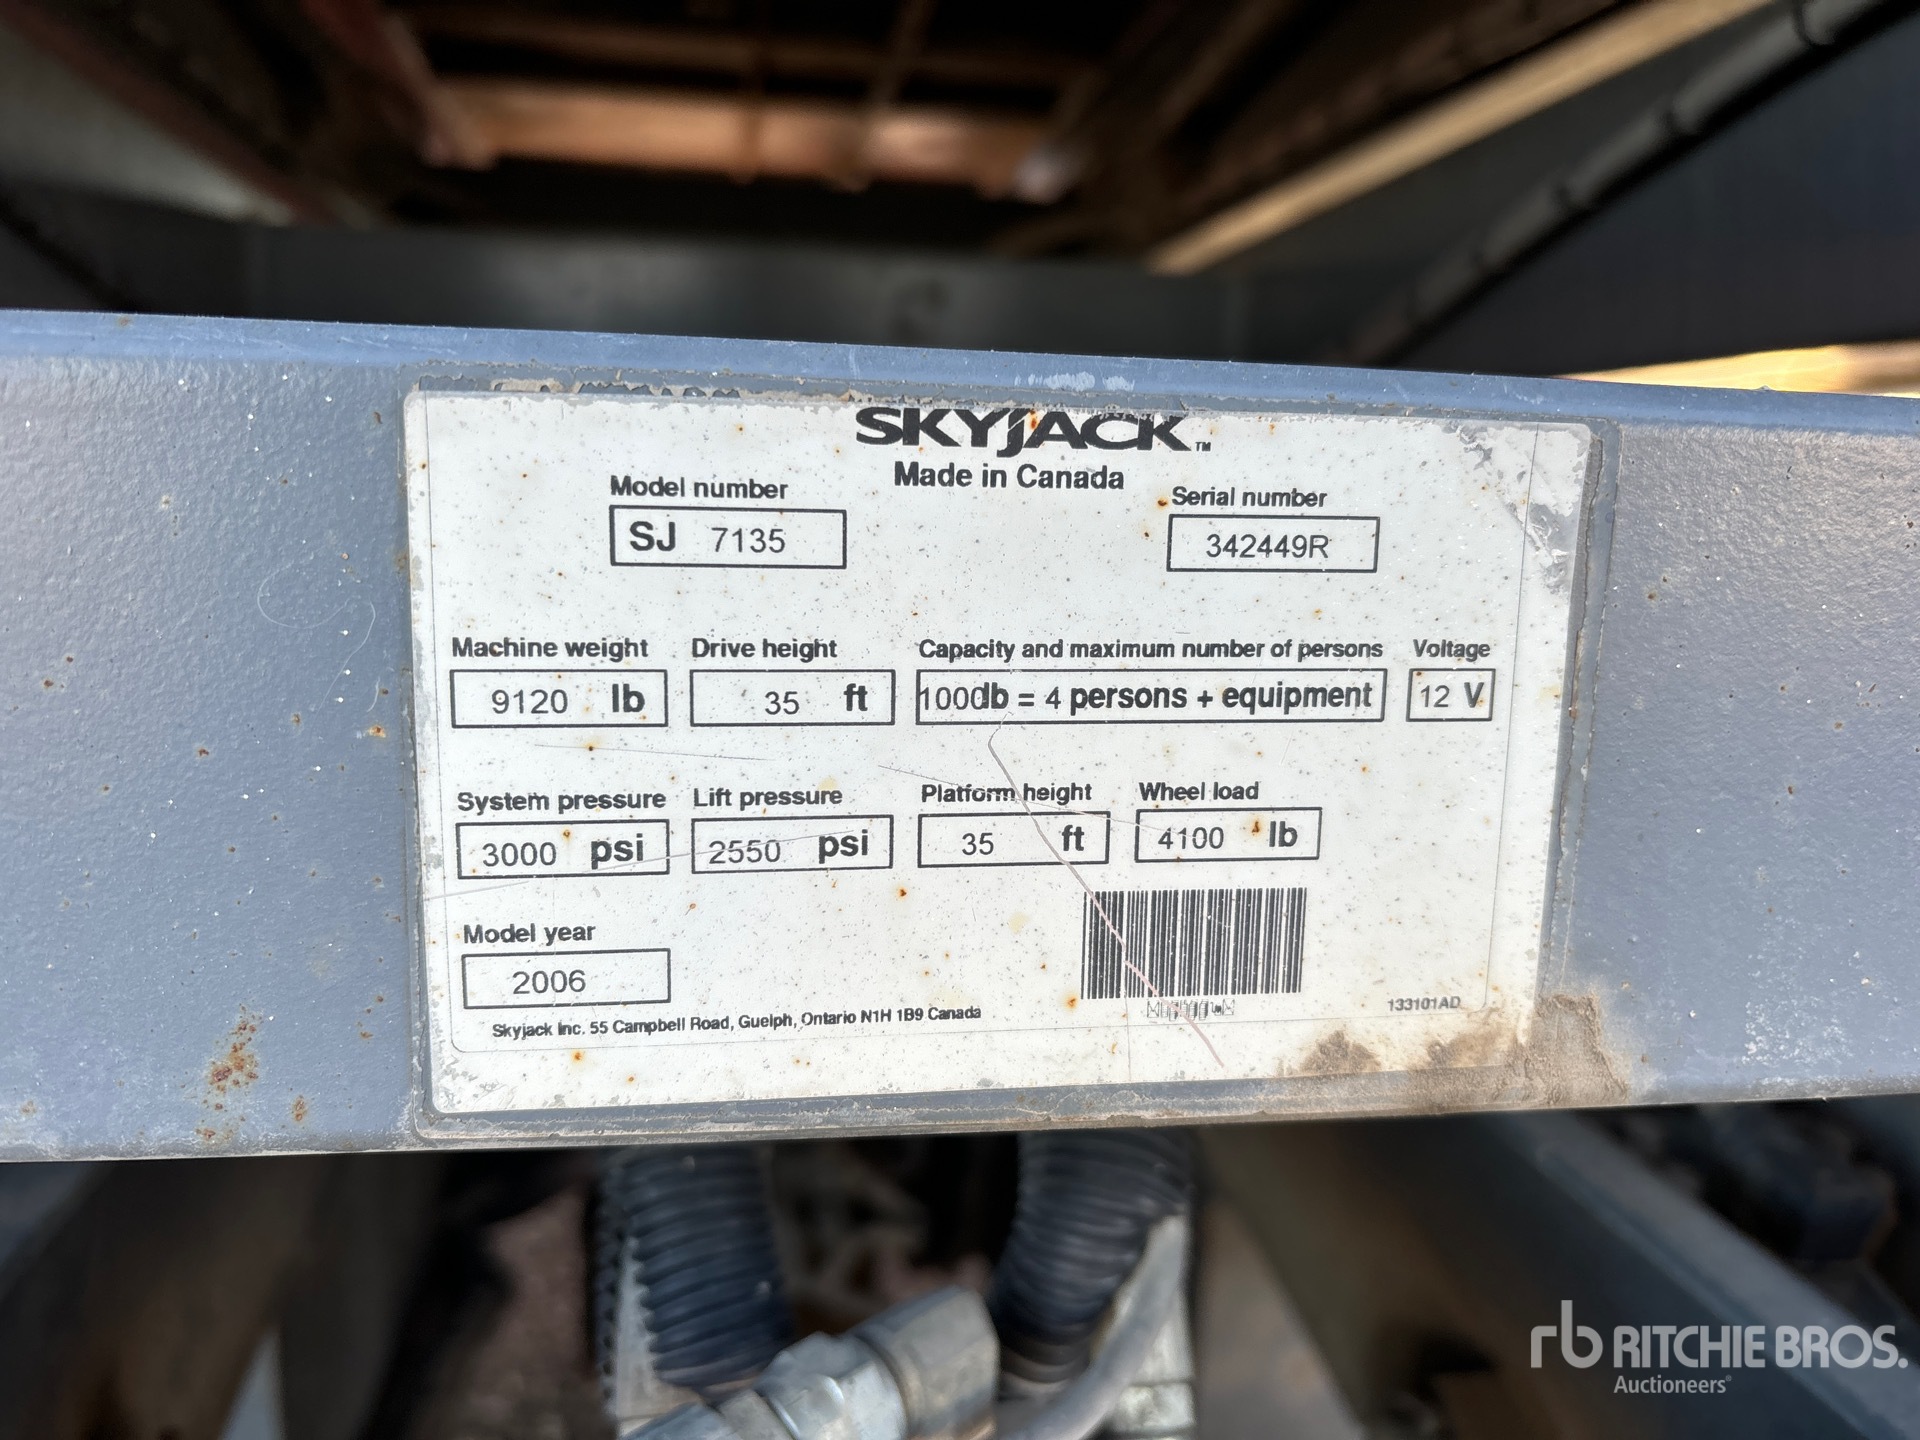 SKYJACK™
Made in Canada
Model number
SJ 7135
Serial number
342449R
Machine weight
9120 lb
Drive height
35 ft
Capacity and maximum number of persons
1000lb = 4 persons + equipment
Voltage
12 V
System pressure
3000 psi
Lift pressure
2550 psi
Platform height
35 ft
Wheel load
4100 lb
Model year
2006
Skyjack Inc. 55 Campbell Road, Guelph, Ontario N1H 1B9 Canada
133101AD
rb RITCHIE BROS.
Auctioneers®